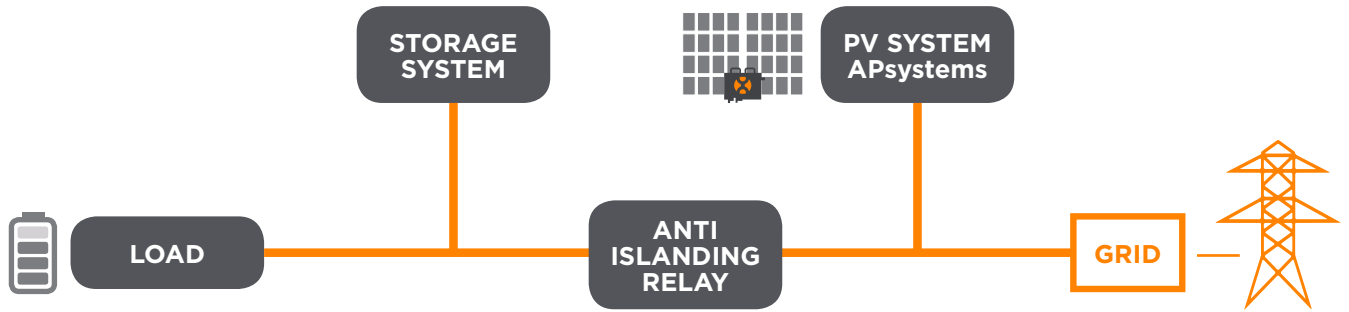 STORAGE
SYSTEM
PV SYSTEM
APsystems
LOAD
ANTI
ISLANDING
RELAY
GRID